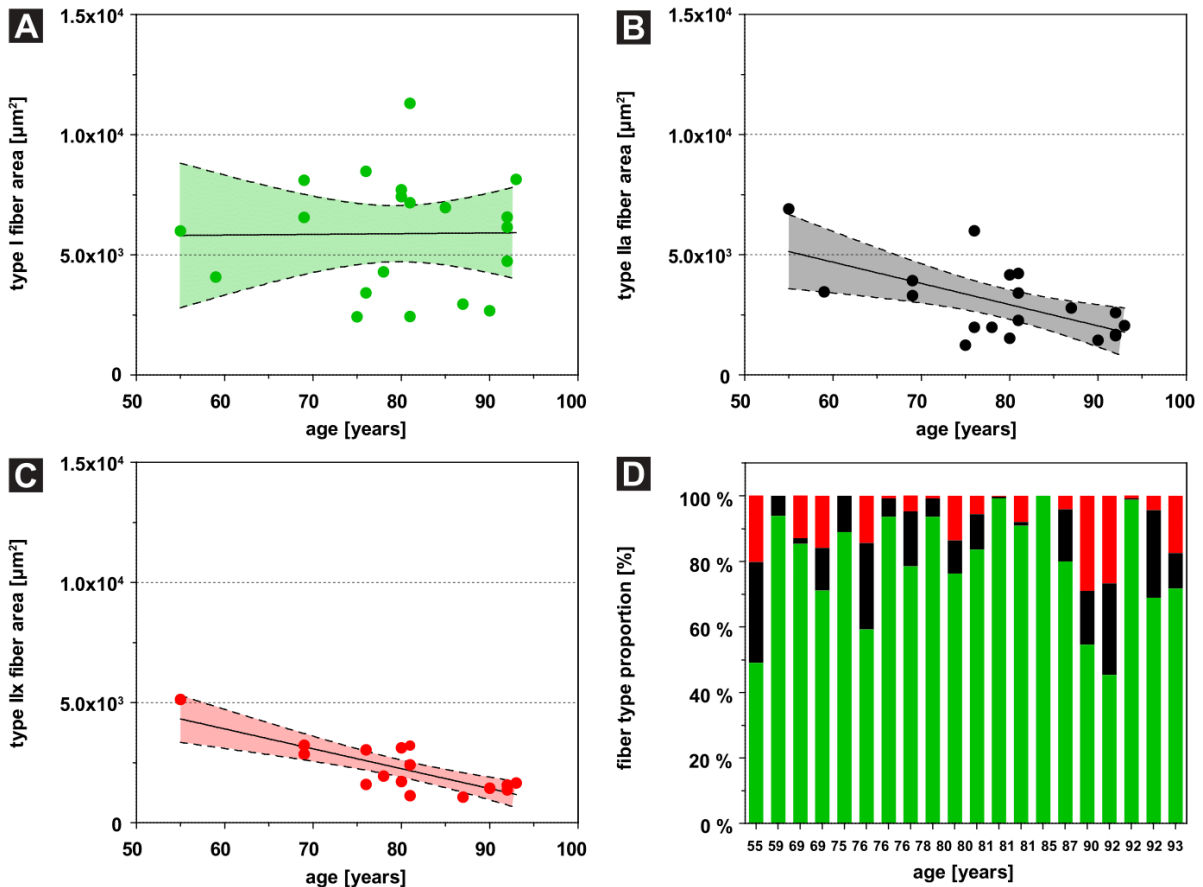 A
type I fiber area [µm²]
1.5x10⁴
1.0x10⁴
5.0x10³
0
50 60 70 80 90 100
age [years]
B
type IIa fiber area [µm²]
1.5x10⁴
1.0x10⁴
5.0x10³
0
50 60 70 80 90 100
age [years]
C
type IIx fiber area [µm²]
1.5x10⁴
1.0x10⁴
5.0x10³
0
50 60 70 80 90 100
age [years]
D
fiber type proportion [%]
100 %
80 %
60 %
40 %
20 %
0 %
55 59 69 69 75 76 76 76 78 80 80 81 81 81 85 87 90 92 92 92 93
age [years]